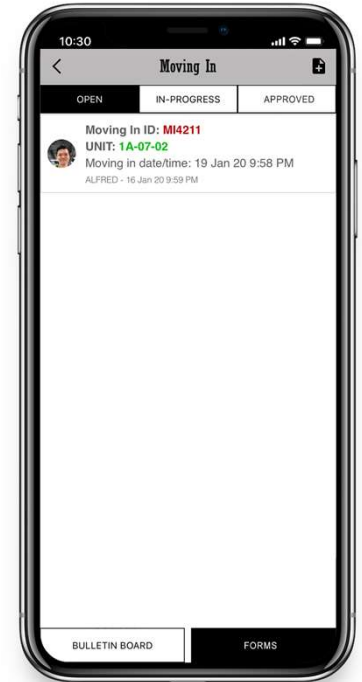 10:30
Moving In
OPEN IN-PROGRESS APPROVED
Moving In ID: MI4211
UNIT: 1A-07-02
Moving in date/time: 19 Jan 20 9:58 PM
ALFRED - 16 Jan 20 9:59 PM
BULLETIN BOARD FORMS